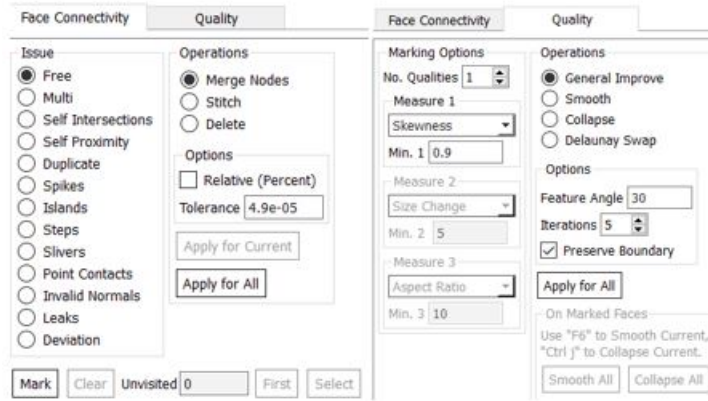 Face Connectivity
Quality
Issue
Free
Multi
Self Intersections
Self Proximity
Duplicate
Spikes
Islands
Steps
Slivers
Point Contacts
Invalid Normals
Leaks
Deviation
Operations
Merge Nodes
Stitch
Delete
Options
Relative (Percent)
Tolerance 4.9e-05
Apply for Current
Apply for All
Mark Clear Unvisited 0 First Select
Face Connectivity
Quality
Marking Options
No. Qualities 1
Measure 1
Skewness
Min. 1 0.9
Measure 2
Size Change
Min. 2 5
Measure 3
Aspect Ratio
Min. 3 10
Operations
General Improve
Smooth
Collapse
Delaunay Swap
Options
Feature Angle 30
Iterations 5
Preserve Boundary
Apply for All
On Marked Faces
Use "F6" to Smooth Current,
"Ctrl j" to Collapse Current.
Smooth All Collapse All